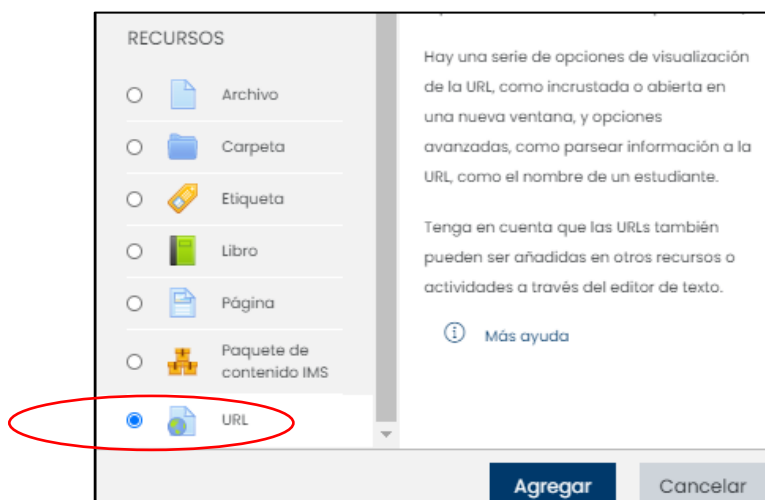 RECURSOS
Archivo
Carpeta
Etiqueta
Libro
Página
Paquete de
contenido IMS
URL
Hay una serie de opciones de visualización
de la URL, como incrustada o abierta en
una nueva ventana, y opciones
avanzadas, como parsear información a la
URL, como el nombre de un estudiante.
Tenga en cuenta que las URLs también
pueden ser añadidas en otros recursos o
actividades a través del editor de texto.
Más ayuda
Agregar
Cancelar